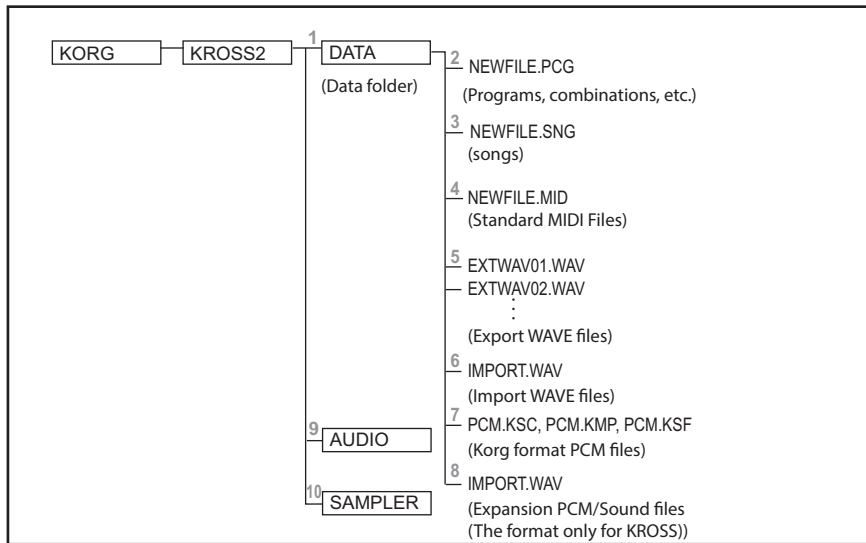 KORG
KROSS2
1
DATA
(Data folder)
2
NEWFILE.PCG
(Programs, combinations, etc.)
3
NEWFILE.SNG
(songs)
4
NEWFILE.MID
(Standard MIDI Files)
5
EXTWAV01.WAV
EXTWAV02.WAV
⋮
(Export WAVE files)
6
IMPORT.WAV
(Import WAVE files)
7
PCM.KSC, PCM.KMP, PCM.KSF
(Korg format PCM files)
8
IMPORT.WAV
(Expansion PCM/Sound files
(The format only for KROSS))
9
AUDIO
10
SAMPLER